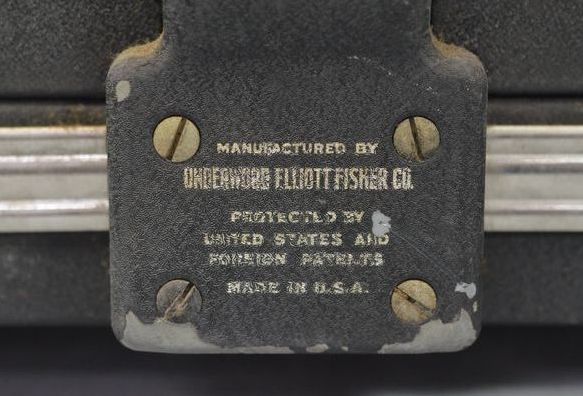 MANUFACTURED BY
UNDERWOOD ELLIOTT FISHER CO.
PROTECTED BY
UNITED STATES AND
FOREIGN PATENTS
MADE IN U.S.A.